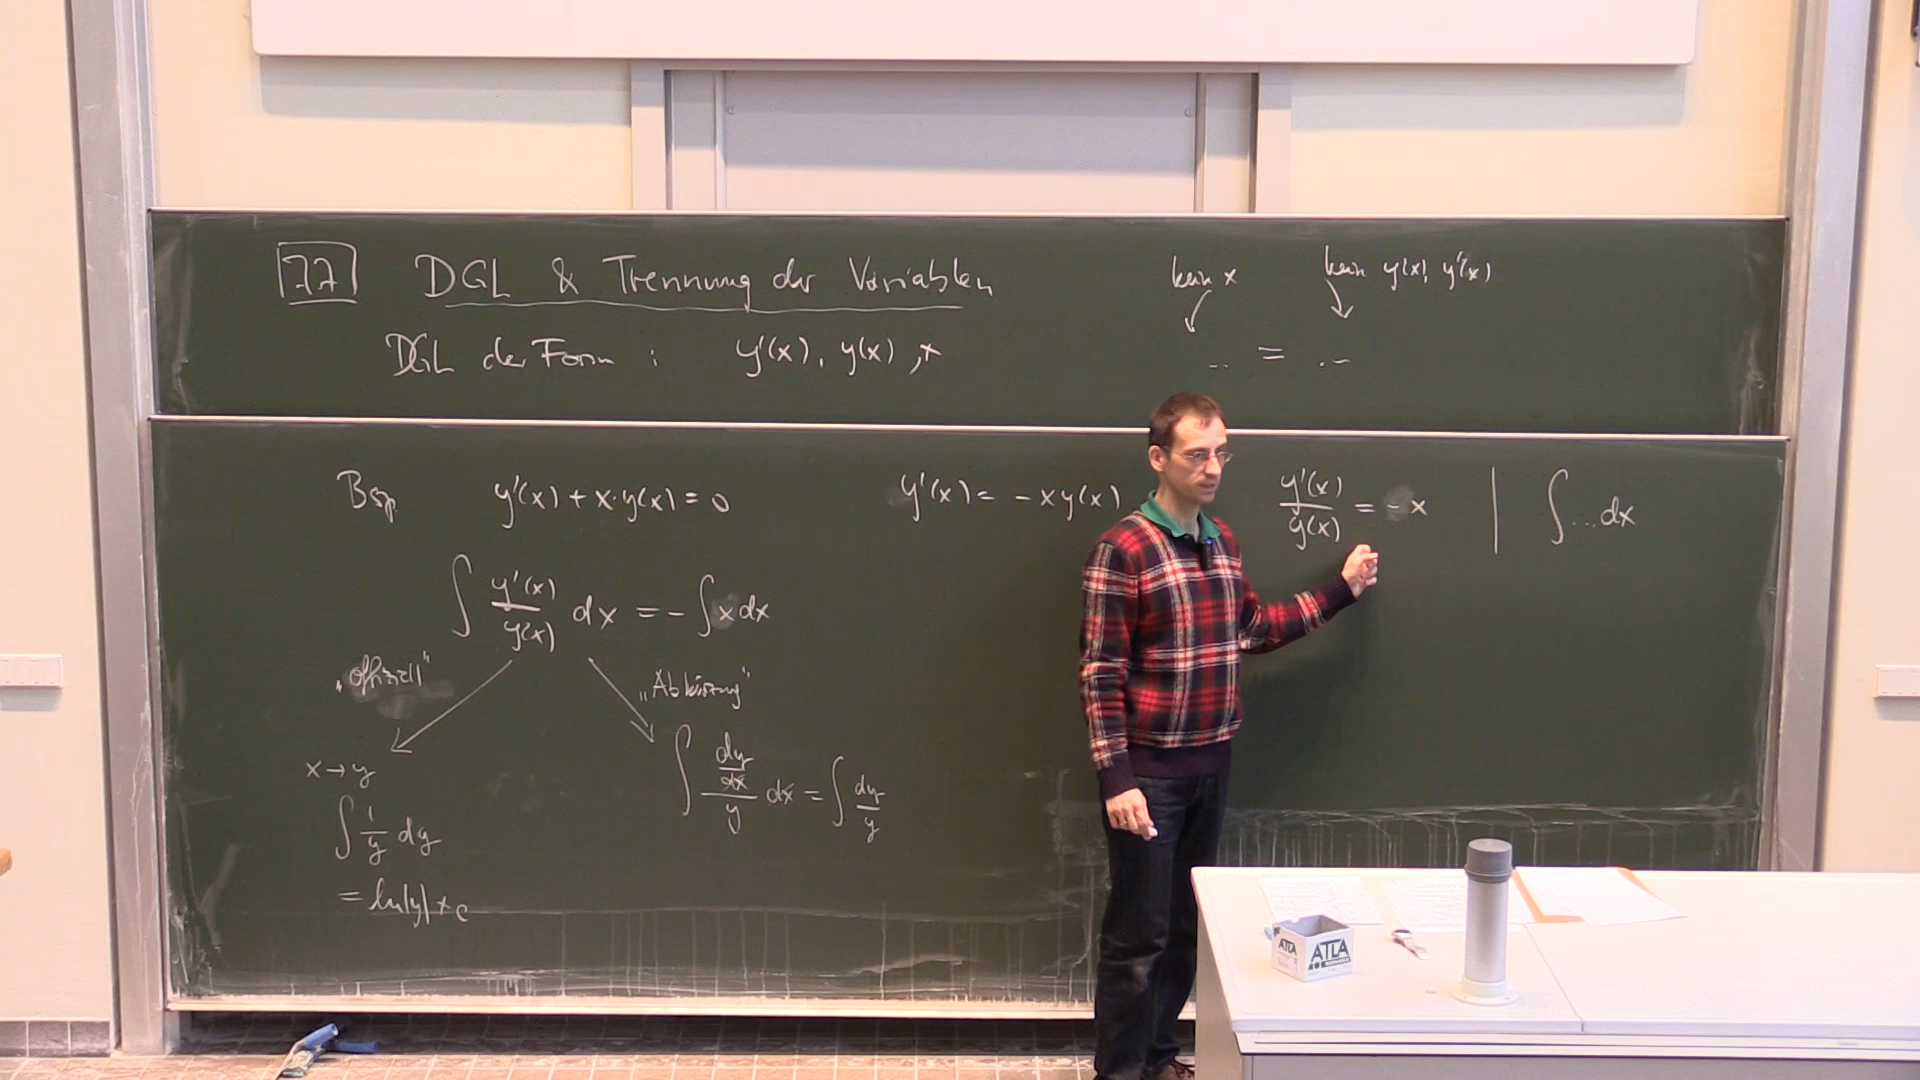 77 DGL & Trennung der Variablen
kein x
kein y(x), y'(x)
DGL der Form : y'(x), y(x), x
.. = ..
Bsp. y'(x) + x·y(x) = 0
y'(x) = - x y(x)
y'(x)/y(x) = - x | ∫ ... dx
∫ y'(x)/y(x) dx = - ∫ x dx
„Offiziell"
„Abkürzung"
x → y
∫ 1/y dy
= ln|y| + c
∫ (dy/dx)/y dx = ∫ dy/y
ATLA
ATLA